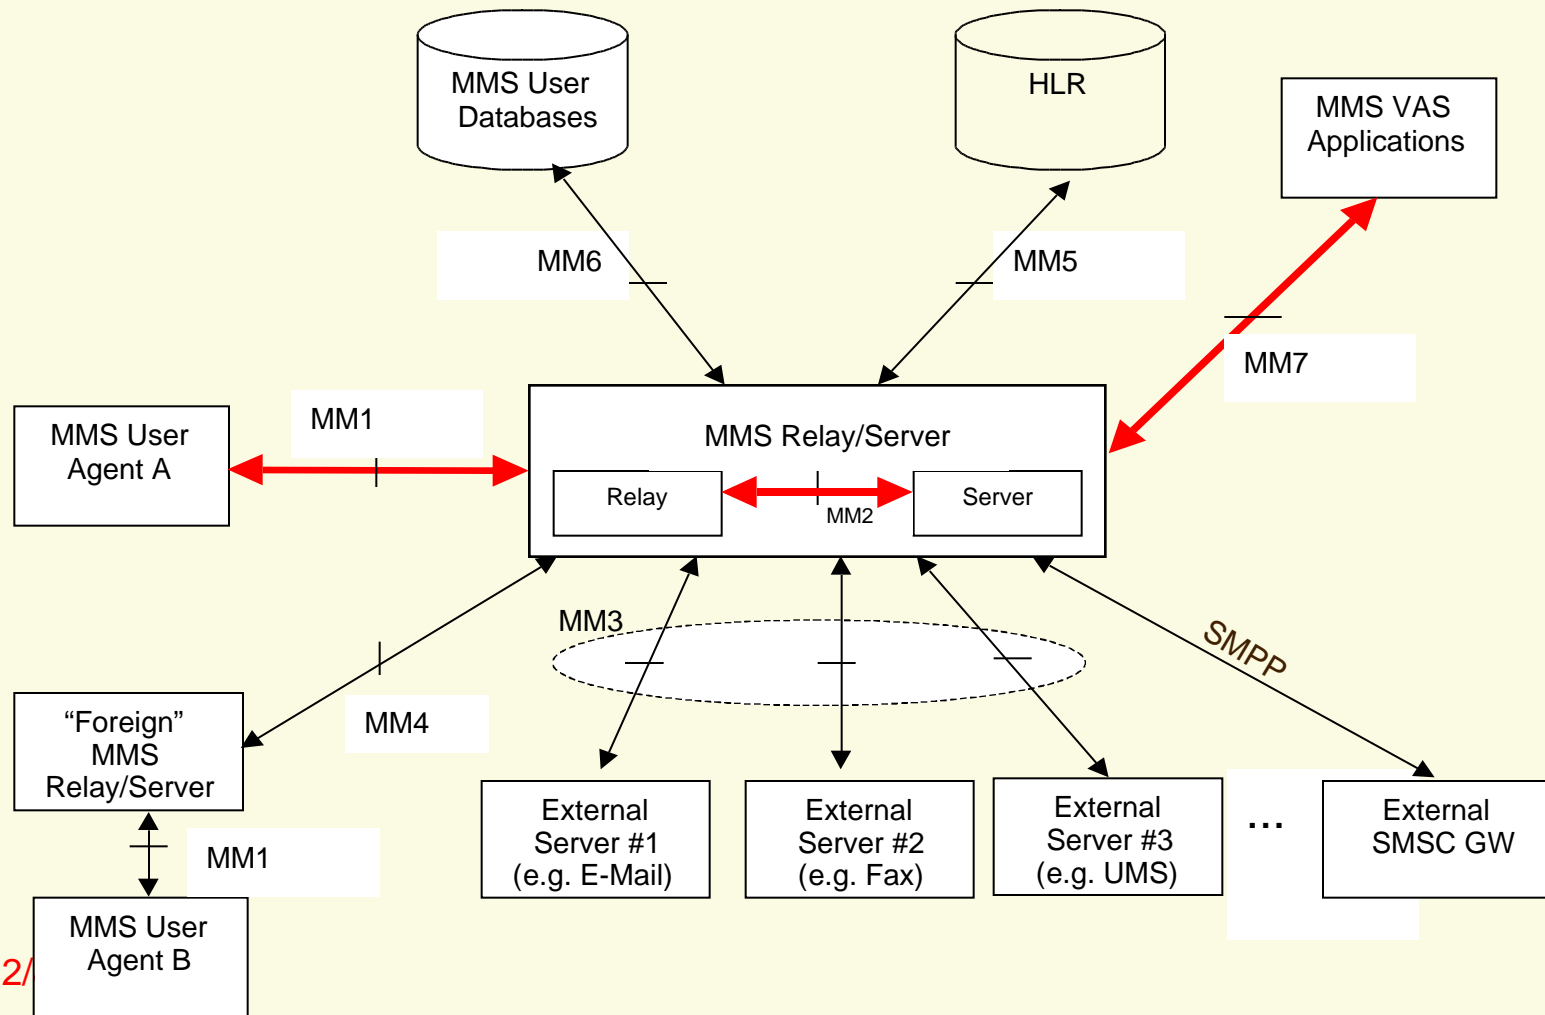 MMS User
Databases
HLR
MMS VAS
Applications
MM6
MM5
MM7
MM1
MMS User
Agent A
MMS Relay/Server
Relay
MM2
Server
MM3
SMPP
MM4
“Foreign”
MMS
Relay/Server
MM1
External
Server #1
(e.g. E-Mail)
External
Server #2
(e.g. Fax)
External
Server #3
(e.g. UMS)
...
External
SMSC GW
MMS User
Agent B
2/